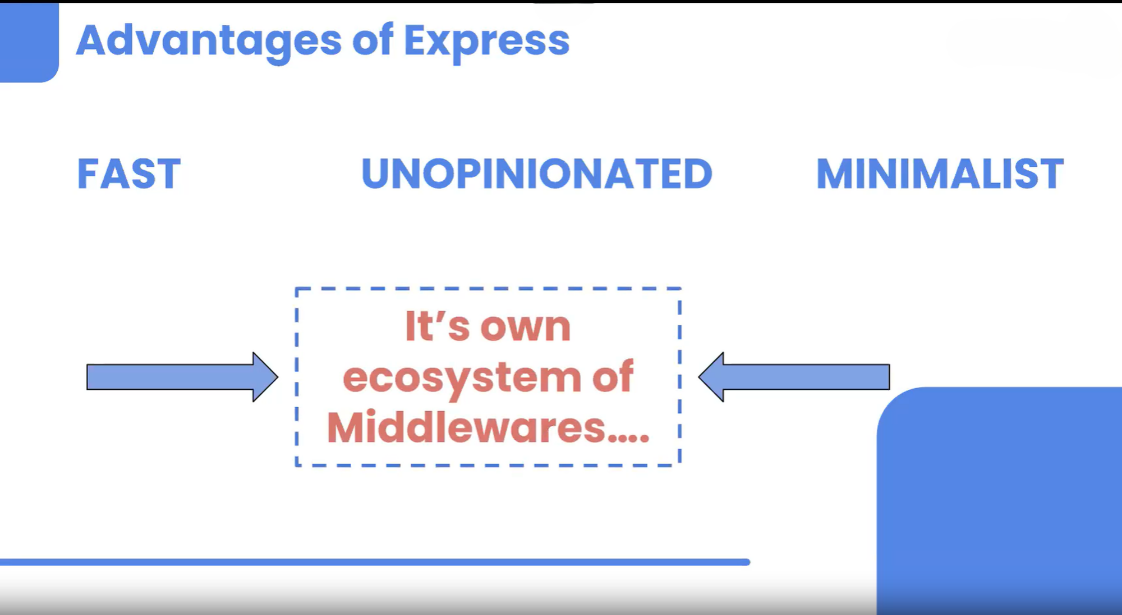 Advantages of Express
FAST UNOPINIONATED MINIMALIST
It’s own
ecosystem of
Middlewares....